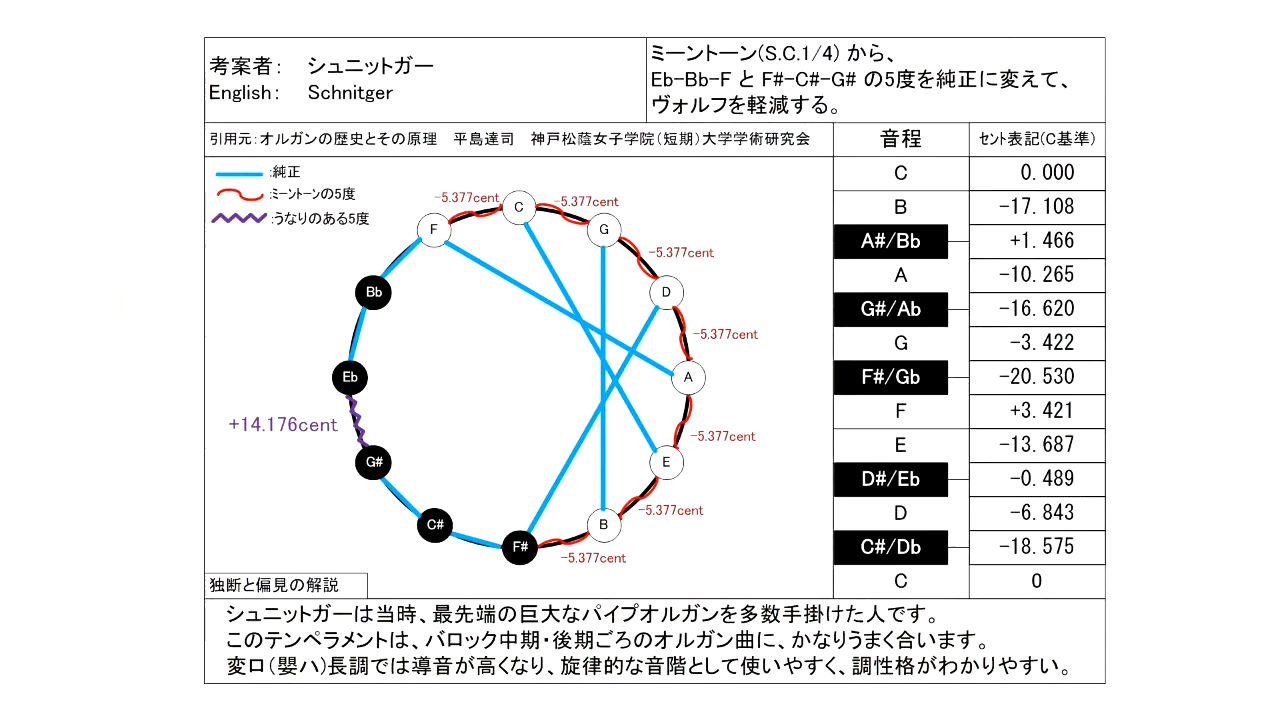 考案者： シュニットガー
English： Schnitger
ミーントーン(S.C.1/4) から、
Eb-Bb-F と F#-C#-G# の5度を純正に変えて、
ヴォルフを軽減する。
引用元：オルガンの歴史とその原理 平島達司 神戸松蔭女子学院（短期）大学学術研究会
音程 セント表記(C基準)
:純正
:ミーントーンの5度
:うなりのある5度
-5.377cent
C
-5.377cent
G
-5.377cent
D
-5.377cent
A
-5.377cent
E
-5.377cent
B
-5.377cent
F#
C#
G#
+14.176cent
Eb
Bb
F
C 0.000
B -17.108
A#/Bb +1.466
A -10.265
G#/Ab -16.620
G -3.422
F#/Gb -20.530
F +3.421
E -13.687
D#/Eb -0.489
D -6.843
C#/Db -18.575
C 0
-5.377cent
独断と偏見の解説
シュニットガーは当時、最先端の巨大なパイプオルガンを多数手掛けた人です。
このテンペラメントは、バロック中期・後期ごろのオルガン曲に、かなりうまく合います。
変ロ（嬰ハ）長調では導音が高くなり、旋律的な音階として使いやすく、調性格がわかりやすい。